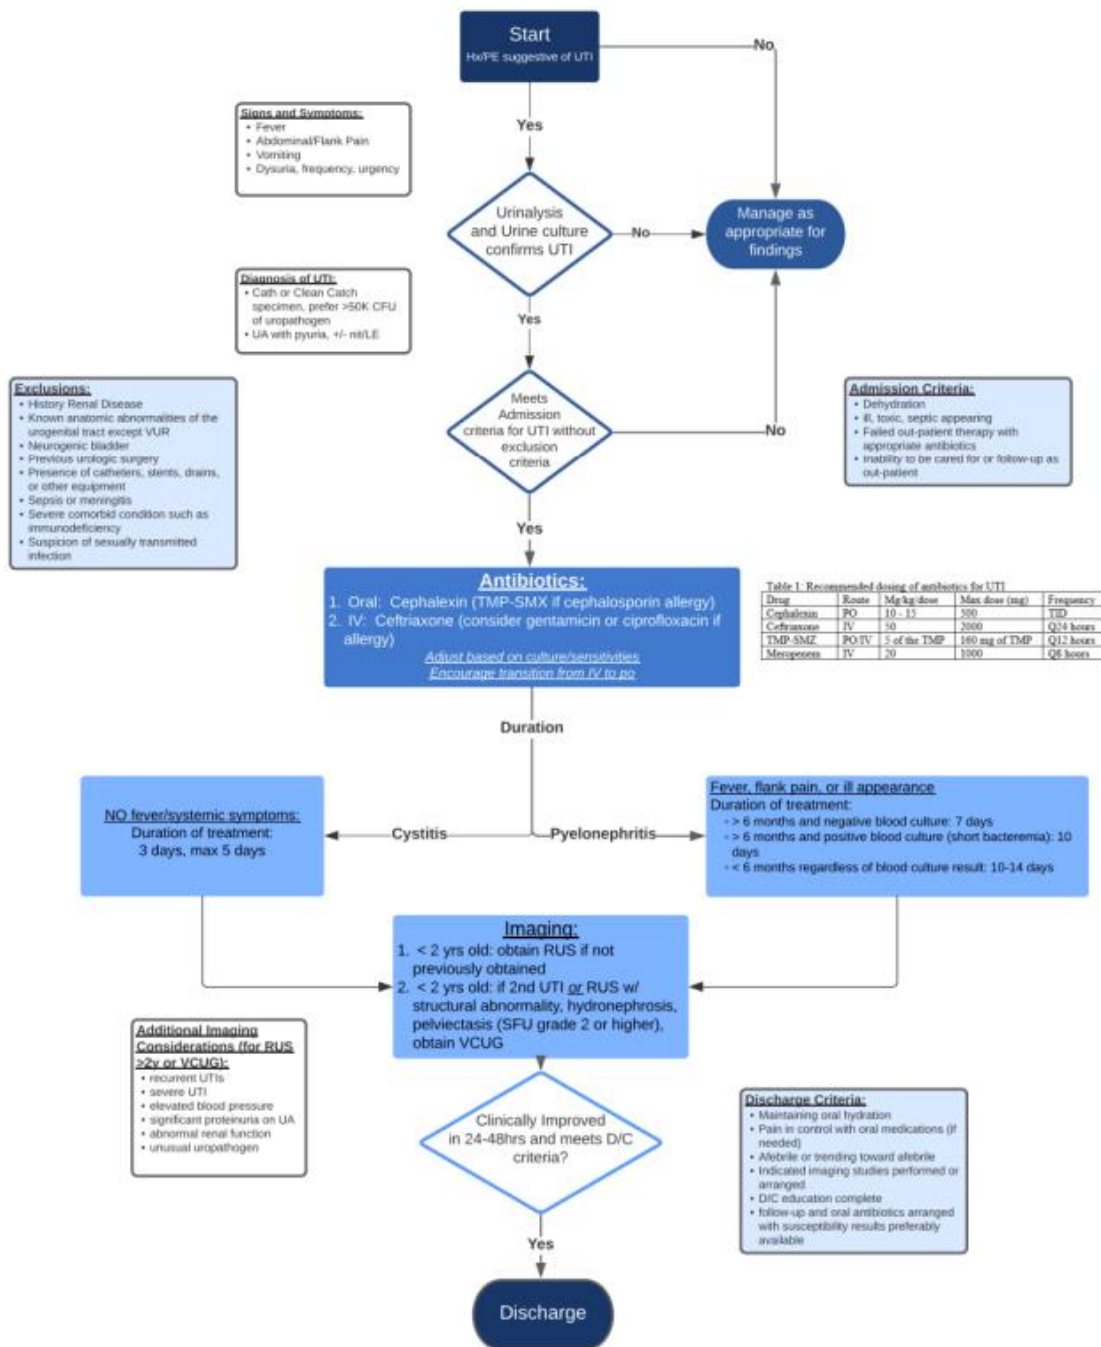 Start
Hx/PE suggestive of UTI
No
Yes
Signs and Symptoms:
• Fever
• Abdominal/Flank Pain
• Vomiting
• Dysuria, frequency, urgency
Urinalysis
and Urine culture
confirms UTI
No
Manage as
appropriate for
findings
Diagnosis of UTI:
• Cath or Clean Catch
specimen, prefer >50K CFU
of uropathogen
• UA with pyuria, +/- nit/LE
Yes
Exclusions:
• History Renal Disease
• Known anatomic abnormalities of the
urogenital tract except VUR
• Neurogenic bladder
• Previous urologic surgery
• Presence of catheters, stents, drains,
or other equipment
• Sepsis or meningitis
• Severe comorbid condition such as
immunodeficiency
• Suspicion of sexually transmitted
infection
Meets
Admission
criteria for UTI without
exclusion
criteria
No
Admission Criteria:
• Dehydration
• ill, toxic, septic appearing
• Failed out-patient therapy with
appropriate antibiotics
• Inability to be cared for or follow-up as
out-patient
Yes
Antibiotics:
1. Oral: Cephalexin (TMP-SMX if cephalosporin allergy)
2. IV: Ceftriaxone (consider gentamicin or ciprofloxacin if
allergy)
Adjust based on culture/sensitivities
Encourage transition from IV to po
Table 1: Recommended dosing of antibiotics for UTI
Drug Route Mg/kg/dose Max dose (mg) Frequency
Cephalexin PO 10 - 15 500 TID
Ceftriaxone IV 50 2000 Q24 hours
TMP-SMZ PO/IV 5 of the TMP 160 mg of TMP Q12 hours
Meropenem IV 20 1000 Q8 hours
Duration
NO fever/systemic symptoms:
Duration of treatment:
3 days, max 5 days
Cystitis
Pyelonephritis
Fever, flank pain, or ill appearance
Duration of treatment:
- > 6 months and negative blood culture: 7 days
- > 6 months and positive blood culture (short bacteremia): 10
days
- < 6 months regardless of blood culture result: 10-14 days
Imaging:
1. < 2 yrs old: obtain RUS if not
previously obtained
2. < 2 yrs old: if 2nd UTI or RUS w/
structural abnormality, hydronephrosis,
pelviectasis (SFU grade 2 or higher),
obtain VCUG
Additional Imaging
Considerations (for RUS
>2y or VCUG):
• recurrent UTIs
• severe UTI
• elevated blood pressure
• significant proteinuria on UA
• abnormal renal function
• unusual uropathogen
Clinically Improved
in 24-48hrs and meets D/C
criteria?
Discharge Criteria:
• Maintaining oral hydration
• Pain in control with oral medications (if
needed)
• Afebrile or trending toward afebrile
• Indicated imaging studies performed or
arranged
• D/C education complete
• follow-up and oral antibiotics arranged
with susceptibility results preferably
available
Yes
Discharge